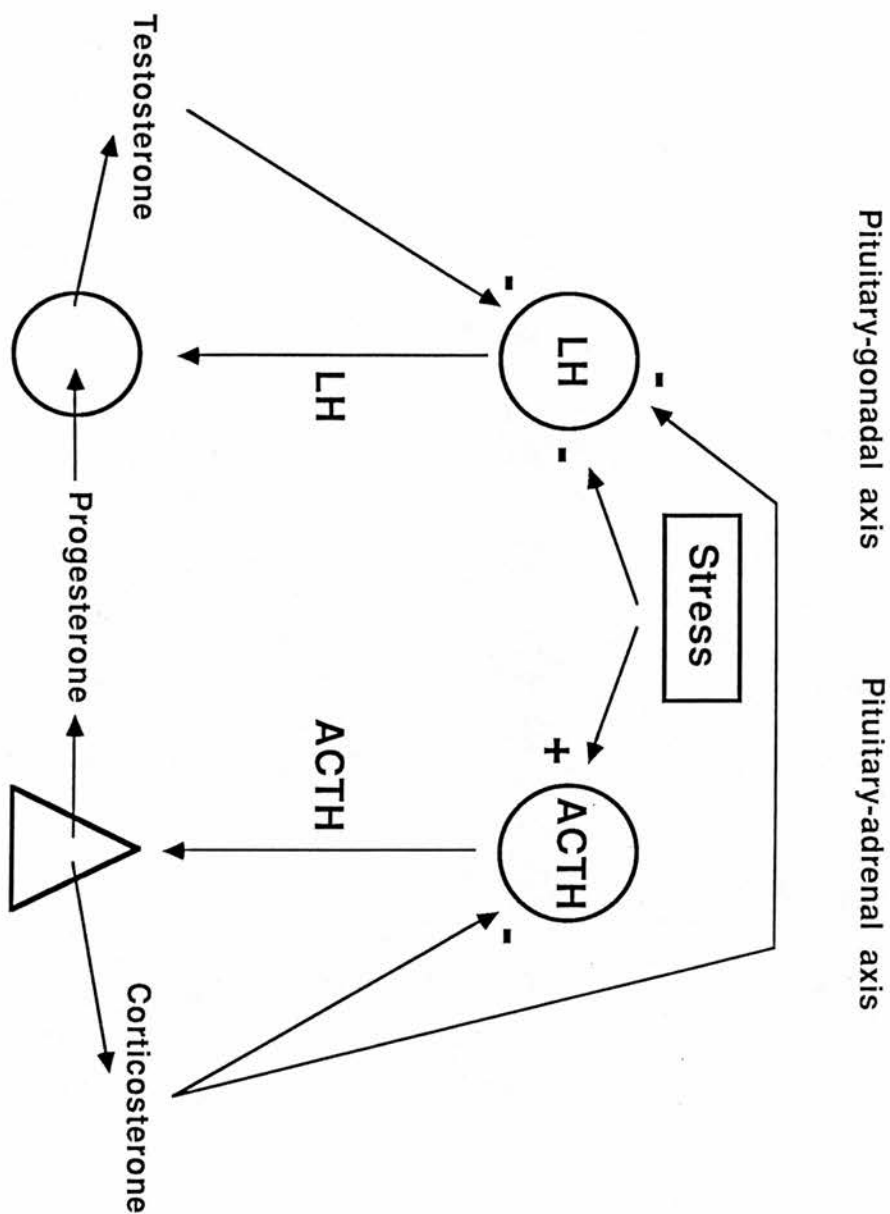 Pituitary-gonadal axis
Pituitary-adrenal axis
Stress
-
LH
-
-
+
ACTH
-
LH
ACTH
Testosterone
Corticosterone
Progesterone